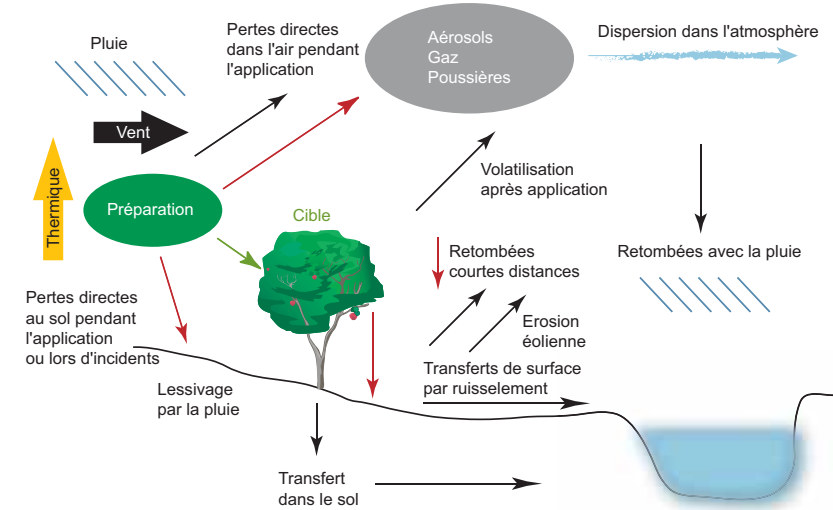 Pluie
Pertes directes
dans l'air pendant
l'application
Aérosols
Gaz
Poussières
Dispersion dans l'atmosphère
Vent
Thermique
Préparation
Cible
Volatilisation
après application
Retombées
courtes distances
Retombées avec la pluie
Pertes directes
au sol pendant
l'application
ou lors d'incidents
Erosion
éolienne
Transferts de surface
par ruisselement
Lessivage
par la pluie
Transfert
dans le sol